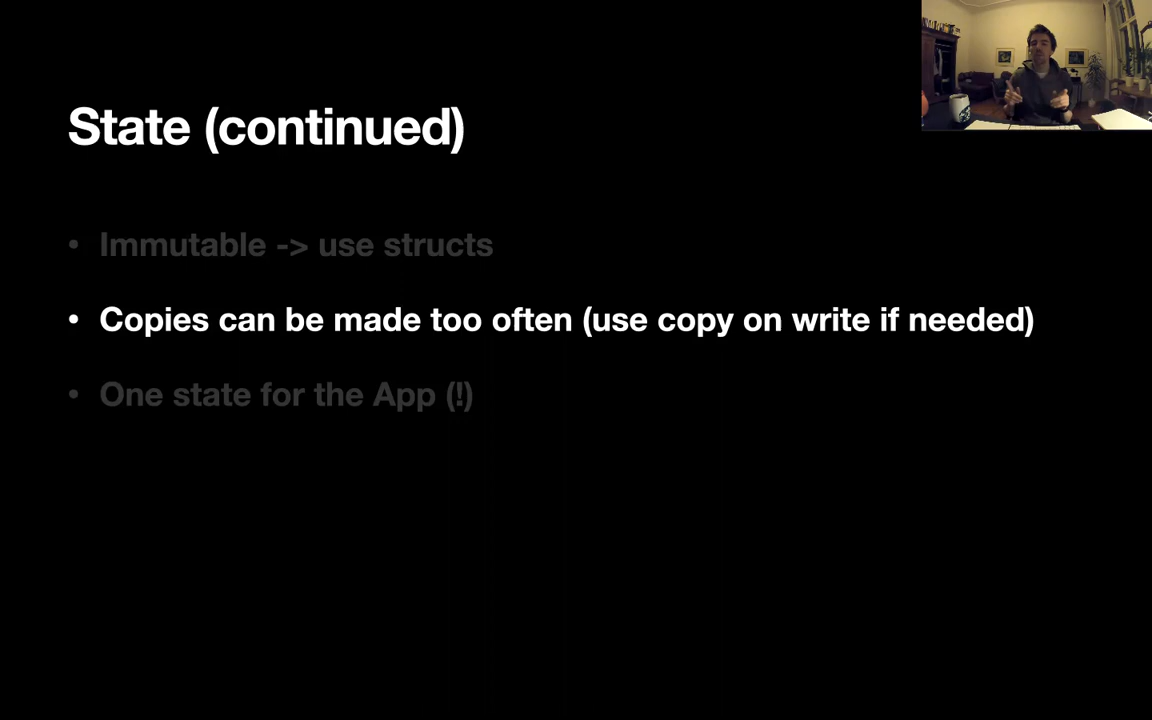 State (continued)
• Immutable -> use structs
• Copies can be made too often (use copy on write if needed)
• One state for the App (!)